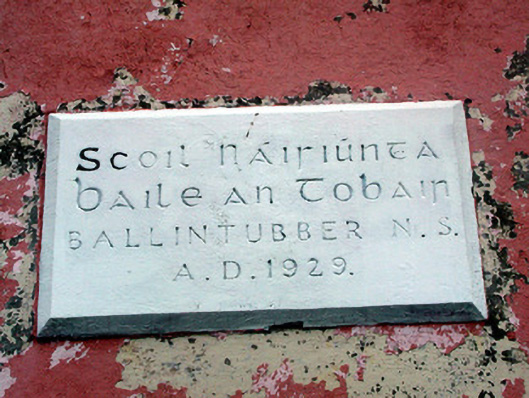 Scoil Náisiúnta
Baile an Tobair
BALLINTUBBER N.S.
A.D. 1929.